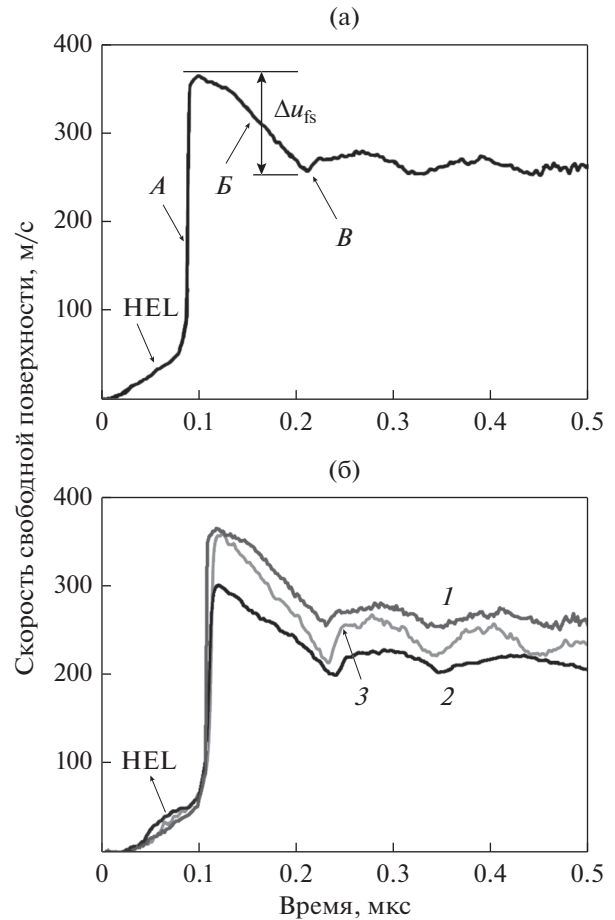 (а)
400
300
200
100
0
0.1
0.2
0.3
0.4
0.5
HEL
А
Б
В
Δufs
(б)
400
300
200
100
0
0.1
0.2
0.3
0.4
0.5
HEL
1
2
3
Скорость свободной поверхности, м/с
Время, мкс